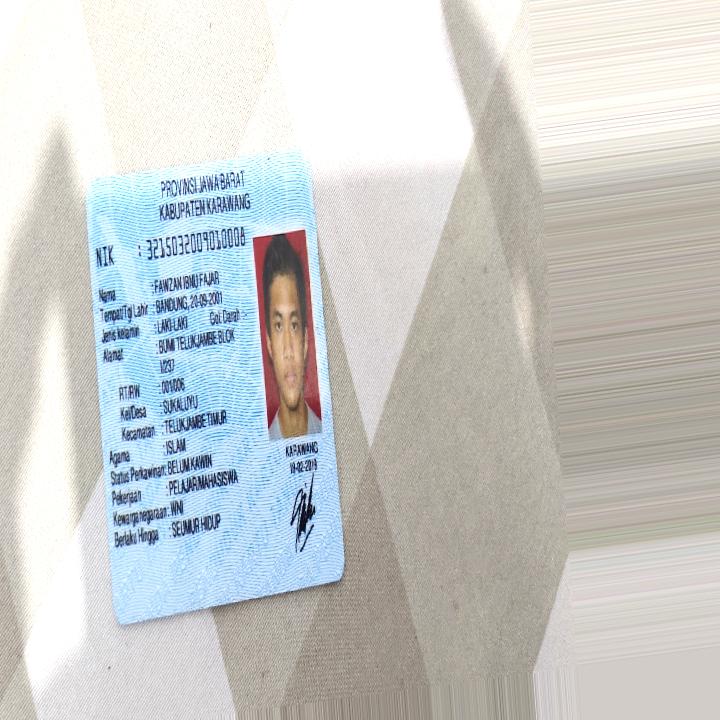 PROVINSI JAWA BARAT
KABUPATEN KARAWANG
NIK : 3215032009010008
Nama : FAWZAN IBNU FAJAR
Tempat/Tgl Lahir : BANDUNG, 20-09-2001
Jenis kelamin : LAKI-LAKI Gol. Darah : -
Alamat : BUMI TELUKJAMBE BLOK
I/237
RT/RW : 001/006
Kel/Desa : SUKALUYU
Kecamatan : TELUKJAMBE TIMUR
Agama : ISLAM
Status Perkawinan: BELUM KAWIN
Pekerjaan : PELAJAR/MAHASISWA
Kewarganegaraan: WNI
Berlaku Hingga : SEUMUR HIDUP
KARAWANG
19-02-2019